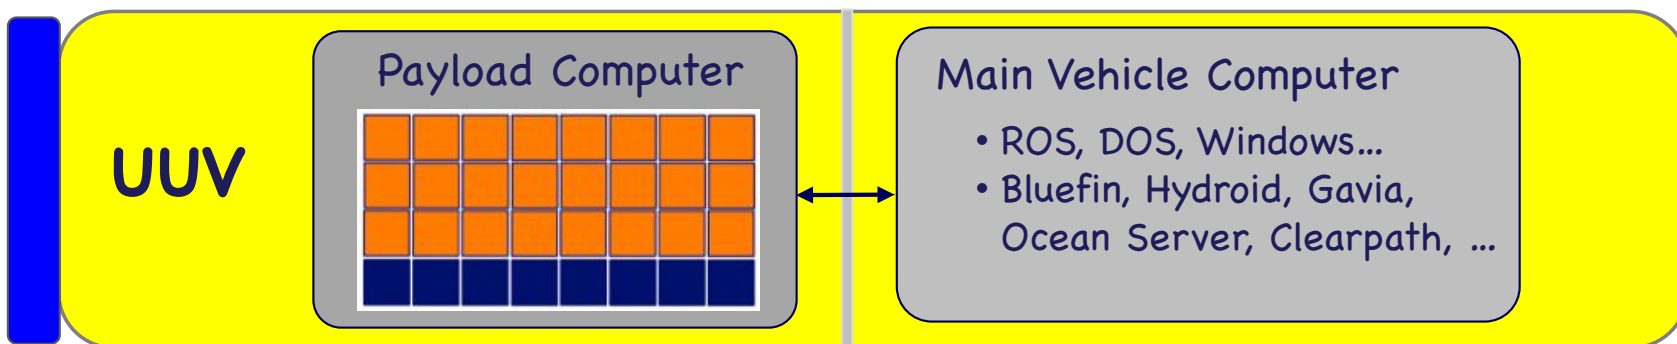 UUV
Payload Computer
Main Vehicle Computer
• ROS, DOS, Windows...
• Bluefin, Hydroid, Gavia,
Ocean Server, Clearpath, ...